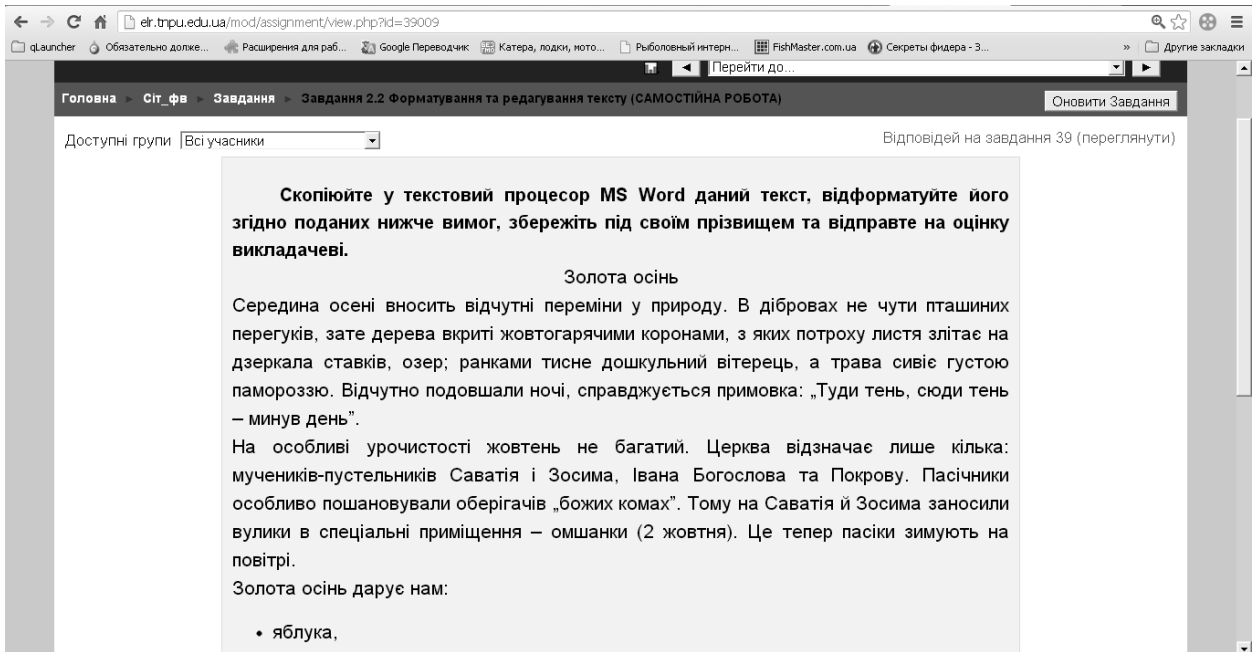 elr.tnpu.edu.ua/mod/assignment/view.php?id=39009
qLauncher Обязательно долже... Расширения для раб... Google Переводчик Катера, лодки, мото... Рыболовный интерн... FishMaster.com.ua Секреты фидера - З... » Другие закладки
Перейти до...
Головна ► Сіт_фв ► Завдання ► Завдання 2.2 Форматування та редагування тексту (САМОСТІЙНА РОБОТА) Оновити Завдання
Доступні групи Всі учасники Відповідей на завдання 39 (переглянути)
Скопіюйте у текстовий процесор MS Word даний текст, відформатуйте його
згідно поданих нижче вимог, збережіть під своїм прізвищем та відправте на оцінку
викладачеві.
Золота осінь
Середина осені вносить відчутні переміни у природу. В дібровах не чути пташиних
перегуків, зате дерева вкриті жовтогарячими коронами, з яких потроху листя злітає на
дзеркала ставків, озер; ранками тисне дошкульний вітерець, а трава сивіє густою
памороззю. Відчутно подовшали ночі, справджується примовка: „Туди тень, сюди тень
– минув день”.
На особливі урочистості жовтень не багатий. Церква відзначає лише кілька:
мучеників-пустельників Саватія і Зосима, Івана Богослова та Покрову. Пасічники
особливо пошановували оберігачів „божих комах”. Тому на Саватія й Зосима заносили
вулики в спеціальні приміщення – омшанки (2 жовтня). Це тепер пасіки зимують на
повітрі.
Золота осінь дарує нам:
• яблука,